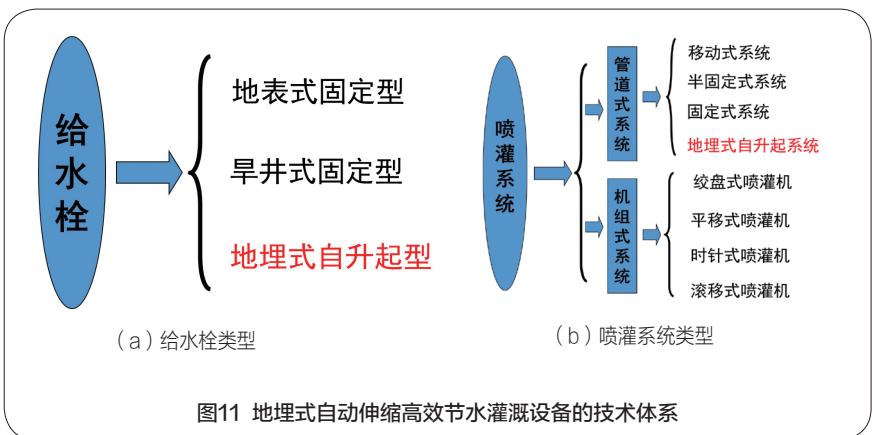 给水栓
地表式固定型
旱井式固定型
地埋式自升起型
（a）给水栓类型
喷灌系统
管道式系统
移动式系统
半固定式系统
固定式系统
地埋式自升起系统
机组式系统
绞盘式喷灌机
平移式喷灌机
时针式喷灌机
滚移式喷灌机
（b）喷灌系统类型
图11 地埋式自动伸缩高效节水灌溉设备的技术体系